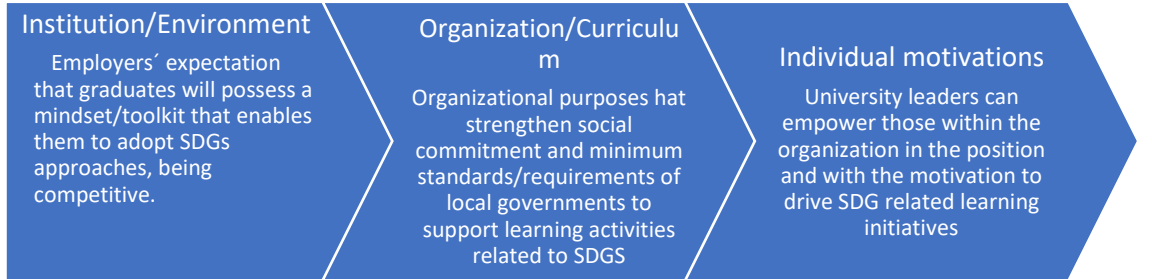 Institution/Environment
Employers´ expectation
that graduates will possess a
mindset/toolkit that enables
them to adopt SDGs
approaches, being
competitive.
Organization/Curriculu
m
Organizational purposes hat
strengthen social
commitment and minimum
standards/requirements of
local governments to
support learning activities
related to SDGS
Individual motivations
University leaders can
empower those within the
organization in the position
and with the motivation to
drive SDG related learning
initiatives